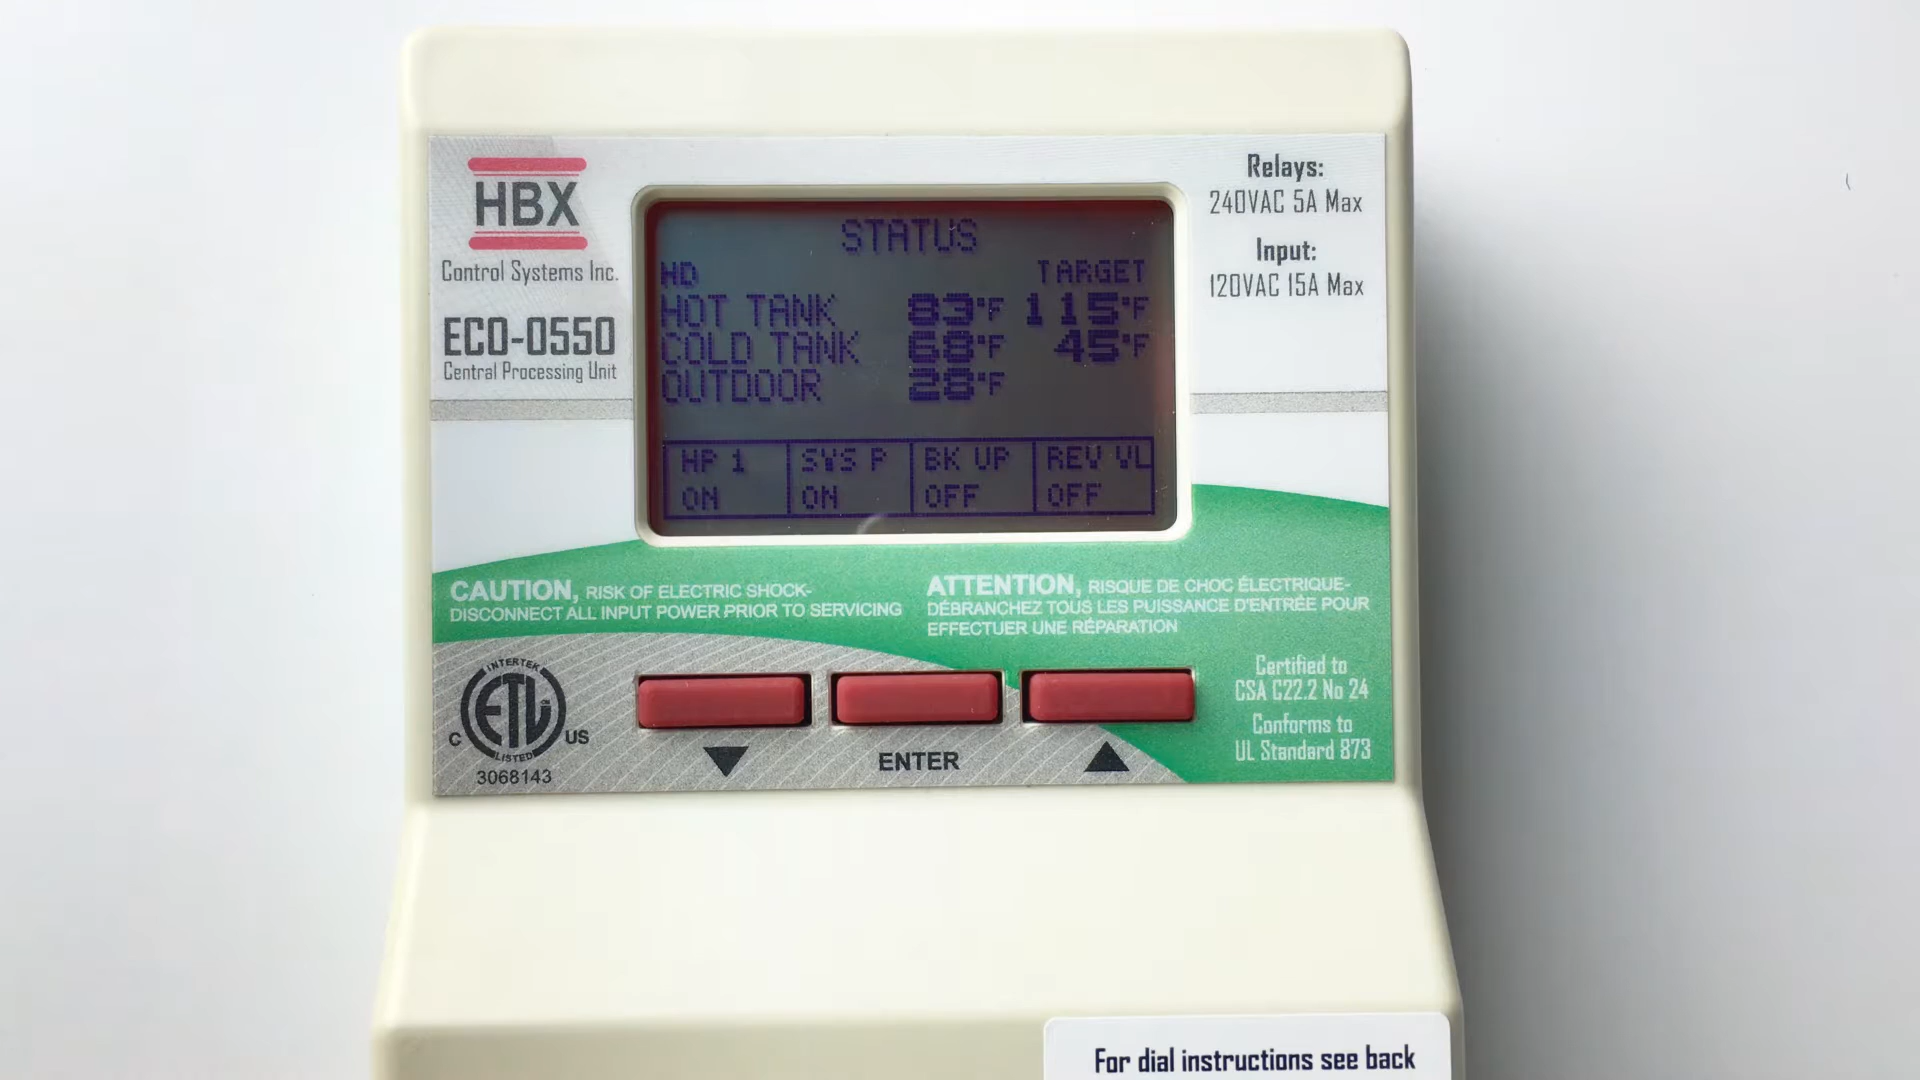 HBX
Control Systems Inc.
ECO-0550
Central Processing Unit
STATUS
HD TARGET
HOT TANK 83°F 115°F
COLD TANK 68°F 45°F
OUTDOOR 28°F
HP 1 SYS P BK UP REV VL
ON ON OFF OFF
Relays:
240VAC 5A Max
Input:
120VAC 15A Max
CAUTION, RISK OF ELECTRIC SHOCK-
DISCONNECT ALL INPUT POWER PRIOR TO SERVICING
ATTENTION, RISQUE DE CHOC ÉLECTRIQUE-
DÉBRANCHEZ TOUS LES PUISSANCE D'ENTRÉE POUR
EFFECTUER UNE RÉPARATION
INTERTEK
ETL
C US
LISTED
3068143
ENTER
Certified to
CSA C22.2 No 24
Conforms to
UL Standard 873
For dial instructions see back